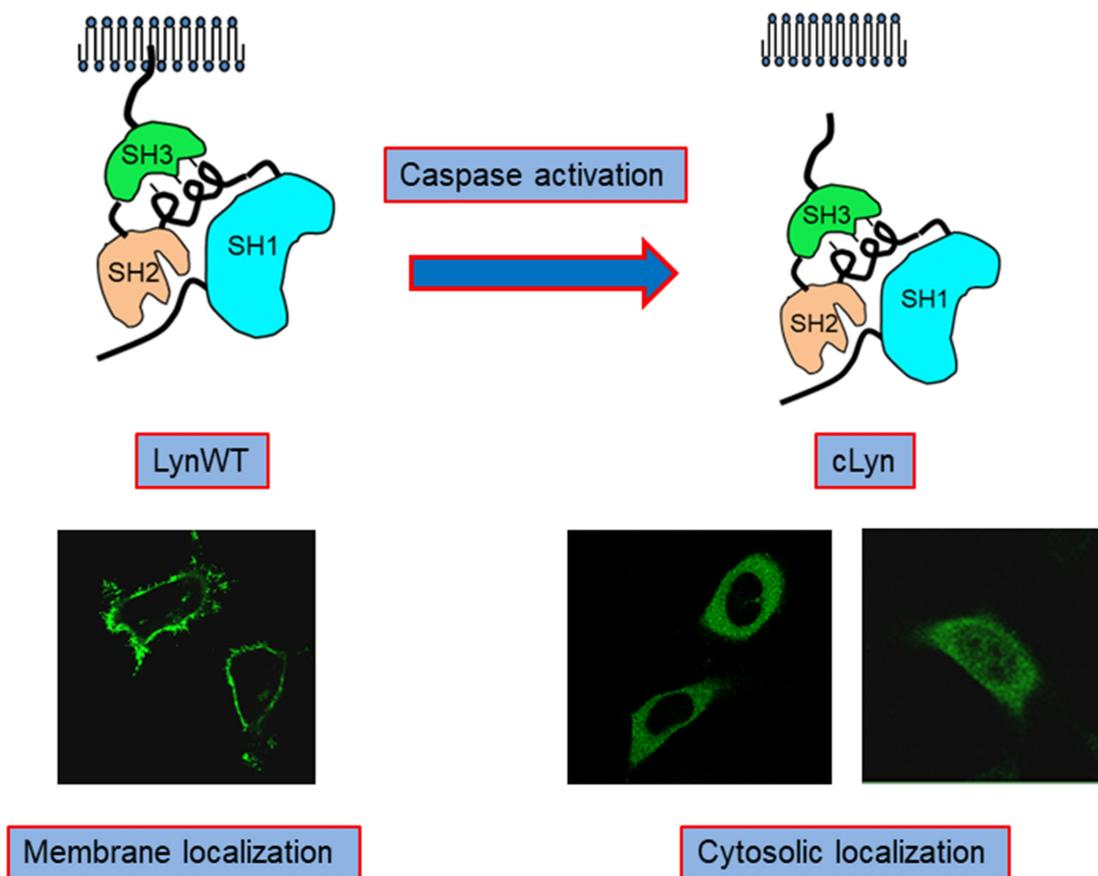 SH3
SH1
SH2
Caspase activation
SH3
SH1
SH2
LynWT
cLyn
Membrane localization
Cytosolic localization